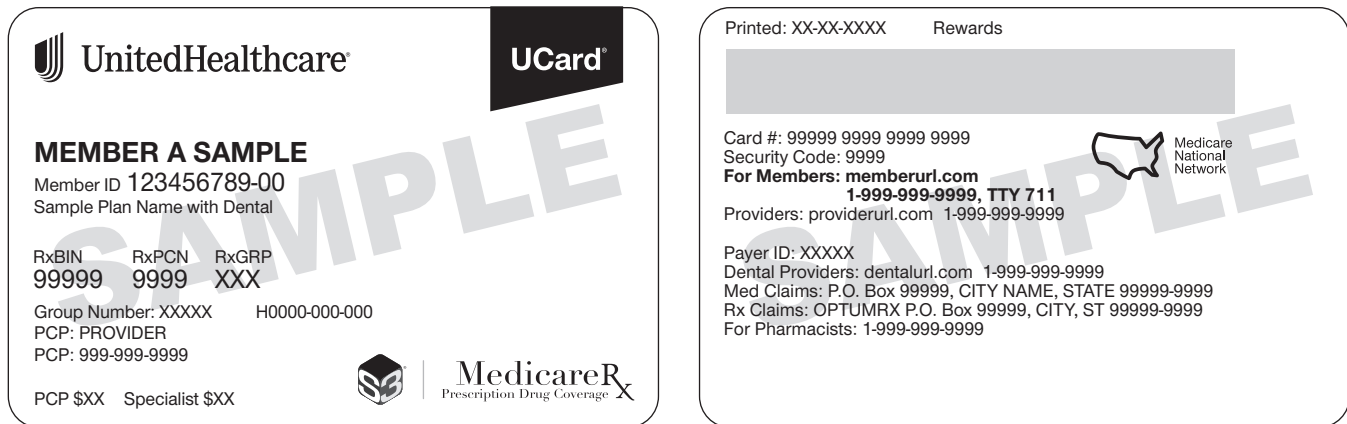 UnitedHealthcare®
UCard®
SAMPLE
MEMBER A SAMPLE
Member ID 123456789-00
Sample Plan Name with Dental
RxBIN RxPCN RxGRP
99999 9999 XXX
Group Number: XXXXX H0000-000-000
PCP: PROVIDER
PCP: 999-999-9999
PCP $XX Specialist $XX
S3
MedicareRx
Prescription Drug Coverage
Printed: XX-XX-XXXX Rewards
SAMPLE
Card #: 99999 9999 9999 9999
Security Code: 9999
For Members: memberurl.com
1-999-999-9999, TTY 711
Providers: providerurl.com 1-999-999-9999
Medicare
National
Network
Payer ID: XXXXX
Dental Providers: dentalurl.com 1-999-999-9999
Med Claims: P.O. Box 99999, CITY NAME, STATE 99999-9999
Rx Claims: OPTUMRX P.O. Box 99999, CITY, ST 99999-9999
For Pharmacists: 1-999-999-9999